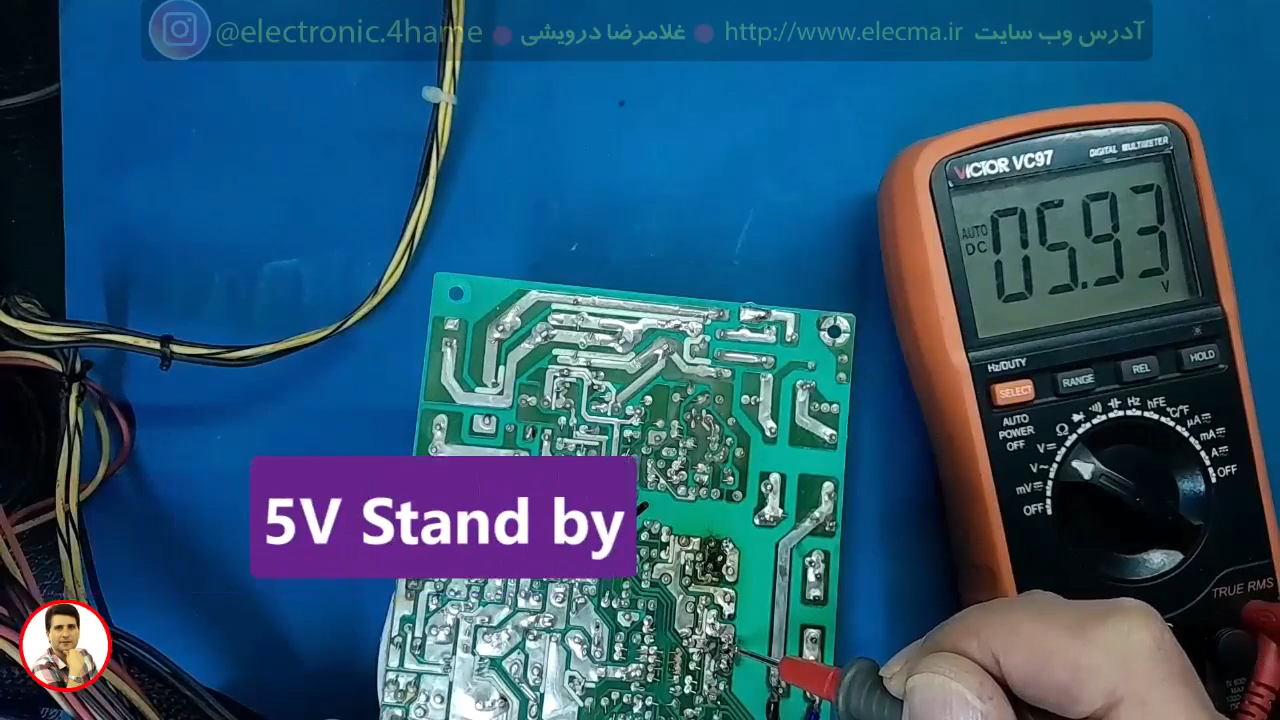 @electronic.4hame ● غلامرضا درویشی ● http://www.elecma.ir آدرس وب سایت
VICTOR VC97
DIGITAL MULTIMETER
AUTO
DC
05.93
V
Hz/DUTY
SELECT
RANGE
REL
HOLD
AUTO
POWER
OFF
Hz
hFE
°C/°F
µA
mA
A
OFF
Ω
V
V~
mV
OFF
TRUE RMS
5V Stand by